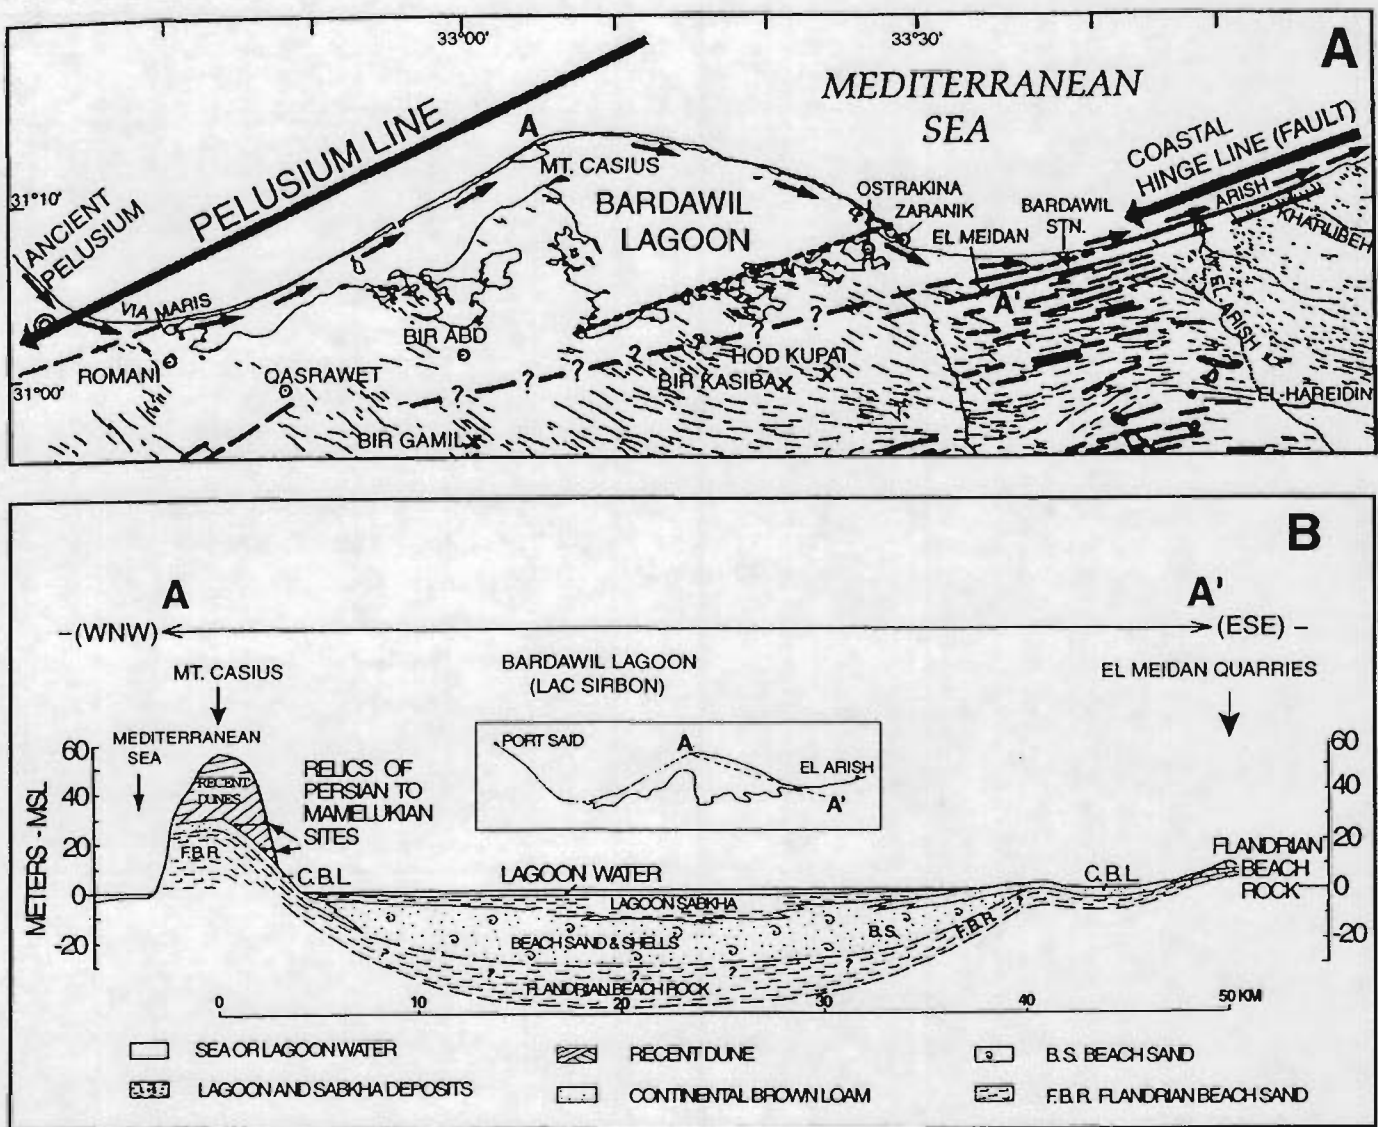 33°00'
33°30'
A
MEDITERRANEAN
SEA
PELUSIUM LINE
COASTAL
HINGE LINE (FAULT)
A
MT. CASIUS
31°10'
ANCIENT
PELUSIUM
BARDAWIL
LAGOON
OSTRAKINA
ZARANIK
BARDAWIL
STN.
ARISH
KHARUBEH
EL MEIDAN
VIA MARIS
A'
W. EL ARISH
BIR ABD
ROMANI
QASRAWET
? ? ? ? ? ?
HOD KUPAI
BIR KASIBA
31°00'
EL-HAREIDIN
BIR GAMIL
B
A
A'
-(WNW)
(ESE) -
MT. CASIUS
BARDAWIL LAGOON
(LAC SIRBON)
EL MEIDAN QUARRIES
MEDITERRANEAN
SEA
PORT SAID
A
EL ARISH
A'
METERS - MSL
60
40
20
0
-20
RECENT
DUNES
RELICS OF
PERSIAN TO
MAMELUKIAN
SITES
F.B.R.
C.B.L.
LAGOON WATER
LAGOON SABKHA
BEACH SAND & SHELLS
B.S.
F.B.R.
C.B.L.
FLANDRIAN
BEACH
ROCK
60
40
20
0
-20
? ? ? ? ?
FLANDRIAN BEACH ROCK
0 10 20 30 40 50 KM
SEA OR LAGOON WATER
RECENT DUNE
B.S. BEACH SAND
LAGOON AND SABKHA DEPOSITS
CONTINENTAL BROWN LOAM
F.B.R. FLANDRIAN BEACH SAND